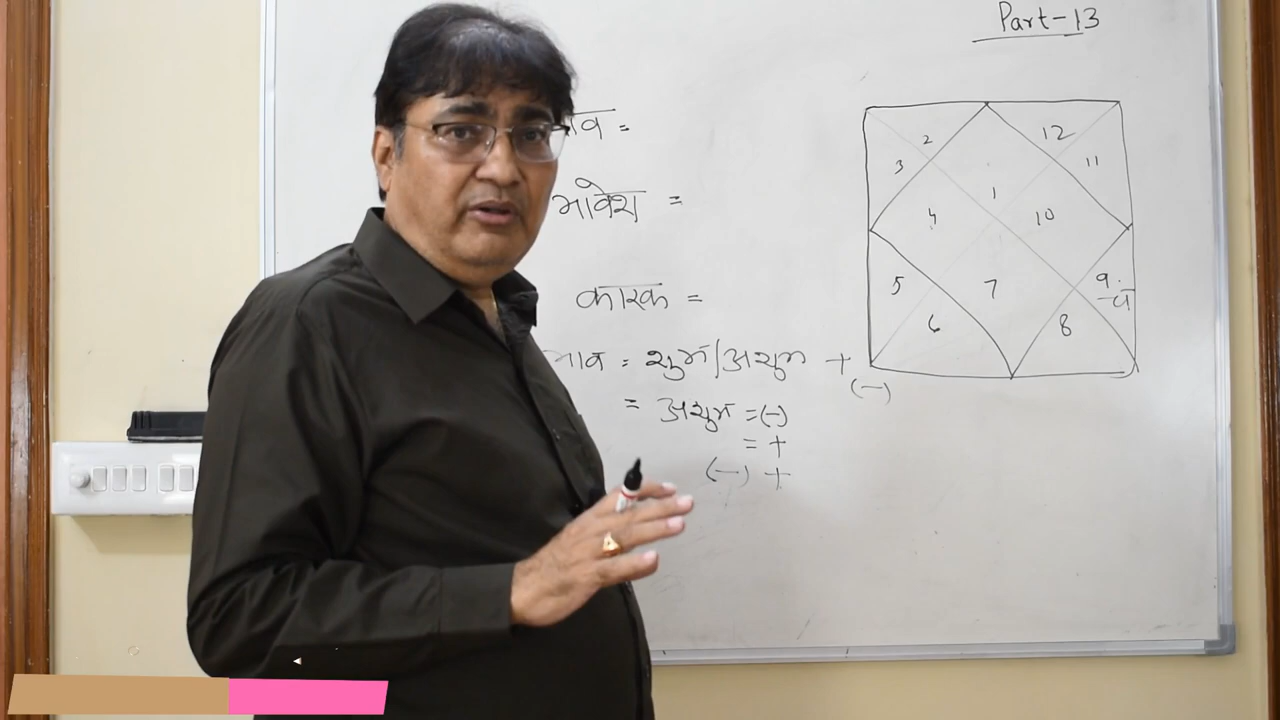 Part-13
भाव =
भावेश =
कारक =
भाव = शुभ/अशुभ +
(-)
= अशुभ =(-)
= +
(-) +
2
12
3
11
1
4
10
5
7
9
6
8